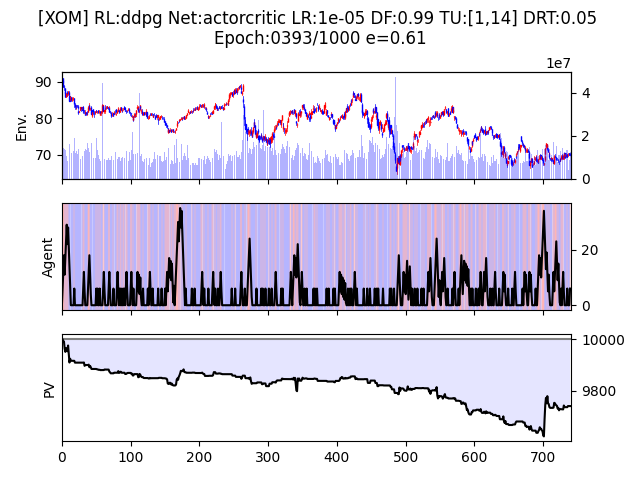 [XOM] RL:ddpg Net:actorcritic LR:1e-05 DF:0.99 TU:[1,14] DRT:0.05
Epoch:0393/1000 e=0.61
1e7
90
80
70
Env.
4
2
0
Agent
20
0
PV
10000
9800
0 100 200 300 400 500 600 700